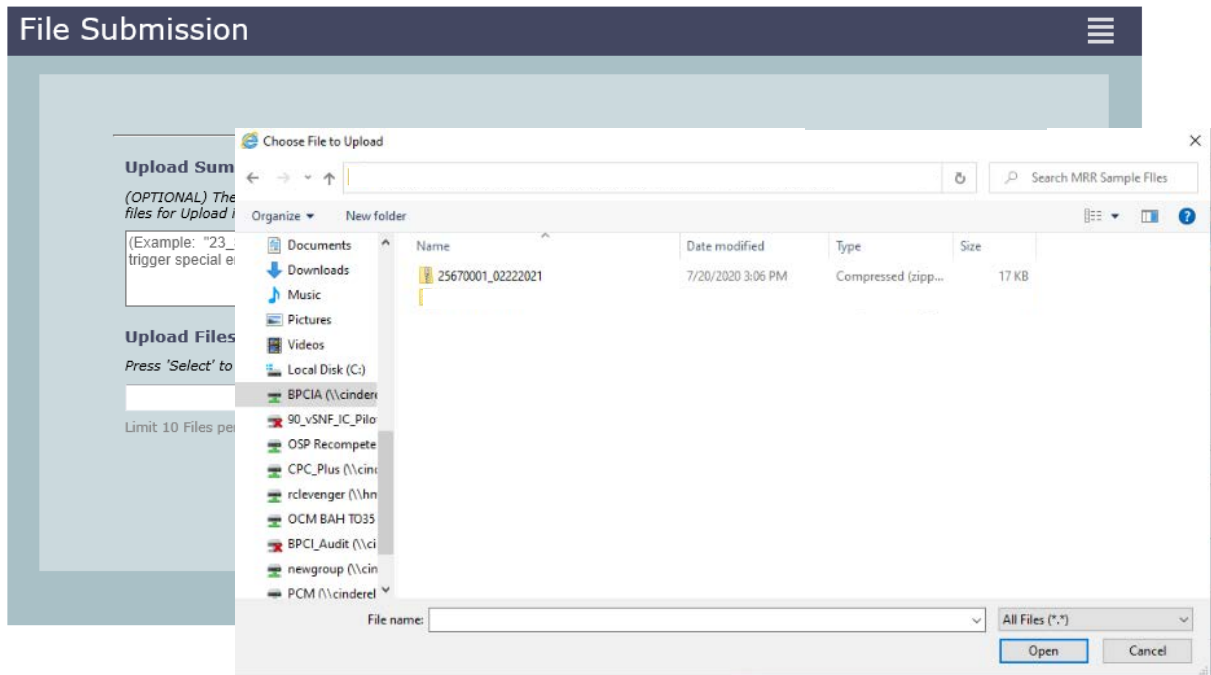 File Submission
Upload Sum
(OPTIONAL) The
files for Upload i
(Example: "23_
trigger special e
Upload Files
Press 'Select' to
Limit 10 Files pe
Choose File to Upload
Search MRR Sample FIles
Organize
New folder
Documents
Downloads
Music
Pictures
Videos
Local Disk (C:)
BPCIA (\\cindere
90_vSNF_IC_Pilo
OSP Recompete
CPC_Plus (\\cind
rclevenger (\\hn
OCM BAH TO35
BPCI_Audit (\\ci
newgroup (\\cin
PCM (\\cinderel
Name Date modified Type Size
25670001_02222021 7/20/2020 3:06 PM Compressed (zipp... 17 KB
File name:
All Files (*.*)
Open Cancel